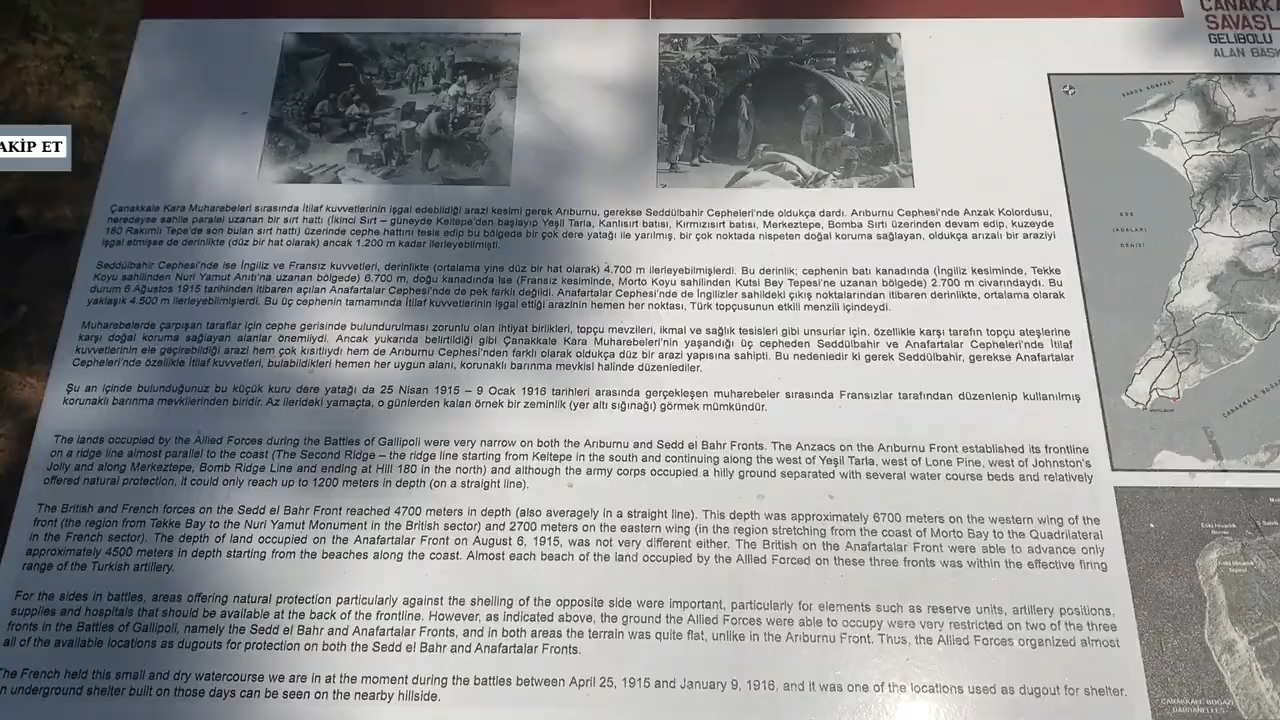 ÇANAKKA
SAVAŞL
GELİBOLU
ALAN BAŞK
AKİP ET
Çanakkale Kara Muharebeleri sırasında İtilaf kuvvetlerinin işgal edebildiği arazi kesimi gerek Arıburnu, gerekse Seddülbahir Cepheleri'nde oldukça dardı. Arıburnu Cephesi'nde Anzak Kolordusu,
neredeyse sahile paralel uzanan bir sırt hattı (İkinci Sırt – güneyde Keltepe'den başlayıp Yeşil Tarla, Kanlısırt batısı, Kırmızısırt batısı, Merkeztepe, Bomba Sırtı üzerinden devam edip, kuzeyde
180 Rakımlı Tepe'de son bulan sırt hattı) üzerinde cephe hattını tesis edip bu bölgede bir çok dere yatağı ile yarılmış, bir çok noktada nispeten doğal koruma sağlayan, oldukça arızalı bir araziyi
işgal etmişse de derinlikte (düz bir hat olarak) ancak 1.200 m kadar ilerleyebilmişti.
Seddülbahir Cephesi'nde ise İngiliz ve Fransız kuvvetleri, derinlikte (ortalama yine düz bir hat olarak) 4.700 m ilerleyebilmişlerdi. Bu derinlik; cephenin batı kanadında (İngiliz kesiminde, Tekke
Koyu sahilinden Nuri Yamut Anıtı'na uzanan bölgede) 6.700 m, doğu kanadında ise (Fransız kesiminde, Morto Koyu sahilinden Kutsi Bey Tepesi'ne uzanan bölgede) 2.700 m civarındaydı. Bu
durum 6 Ağustos 1915 tarihinden itibaren açılan Anafartalar Cephesi'nde de pek farklı değildi. Anafartalar Cephesi'nde de İngilizler sahildeki çıkış noktalarından itibaren derinlikte, ortalama olarak
yaklaşık 4.500 m ilerleyebilmişlerdi. Bu üç cephenin tamamında İtilaf kuvvetlerinin işgal ettiği arazinin hemen her noktası, Türk topçusunun etkili menzili içindeydi.
Muharebelerde çarpışan taraflar için cephe gerisinde bulundurulması zorunlu olan ihtiyat birlikleri, topçu mevzileri, ikmal ve sağlık tesisleri gibi unsurlar için, özellikle karşı tarafın topçu ateşlerine
karşı doğal koruma sağlayan alanlar önemliydi. Ancak yukarıda belirtildiği gibi Çanakkale Kara Muharebeleri'nin yaşandığı üç cepheden Seddülbahir ve Anafartalar Cepheleri'nde İtilaf
kuvvetlerinin ele geçirebildiği arazi hem çok kısıtlıydı hem de Arıburnu Cephesi'nden farklı olarak oldukça düz bir arazi yapısına sahipti. Bu nedenledir ki gerek Seddülbahir, gerekse Anafartalar
Cepheleri'nde özellikle İtilaf kuvvetleri, bulabildikleri hemen her uygun alanı, korunaklı barınma mevkisi halinde düzenlediler.
Şu an içinde bulunduğunuz bu küçük kuru dere yatağı da 25 Nisan 1915 – 9 Ocak 1916 tarihleri arasında gerçekleşen muharebeler sırasında Fransızlar tarafından düzenlenip kullanılmış
korunaklı barınma mevkilerinden biridir. Az ilerideki yamaçta, o günlerden kalan örnek bir zeminlik (yer altı sığınağı) görmek mümkündür.
The lands occupied by the Allied Forces during the Battles of Gallipoli were very narrow on both the Arıburnu and Sedd el Bahr Fronts. The Anzacs on the Arıburnu Front established its frontline
on a ridge line almost parallel to the coast (The Second Ridge – the ridge line starting from Keltepe in the south and continuing along the west of Yeşil Tarla, west of Lone Pine, west of Johnston's
Jolly and along Merkeztepe, Bomb Ridge Line and ending at Hill 180 in the north) and although the army corps occupied a hilly ground separated with several water course beds and relatively
offered natural protection, it could only reach up to 1200 meters in depth (on a straight line).
The British and French forces on the Sedd el Bahr Front reached 4700 meters in depth (also averagely in a straight line). This depth was approximately 6700 meters on the western wing of the
front (the region from Tekke Bay to the Nuri Yamut Monument in the British sector) and 2700 meters on the eastern wing (in the region stretching from the coast of Morto Bay to the Quadrilateral
in the French sector). The depth of land occupied on the Anafartalar Front on August 6, 1915, was not very different either. The British on the Anafartalar Front were able to advance only
approximately 4500 meters in depth starting from the beaches along the coast. Almost each beach of the land occupied by the Allied Forced on these three fronts was within the effective firing
range of the Turkish artillery.
For the sides in battles, areas offering natural protection particularly against the shelling of the opposite side were important, particularly for elements such as reserve units, artillery positions,
supplies and hospitals that should be available at the back of the frontline. However, as indicated above, the ground the Allied Forces were able to occupy were very restricted on two of the three
fronts in the Battles of Gallipoli, namely the Sedd el Bahr and Anafartalar Fronts, and in both areas the terrain was quite flat, unlike in the Arıburnu Front. Thus, the Allied Forces organized almost
all of the available locations as dugouts for protection on both the Sedd el Bahr and Anafartalar Fronts.
The French held this small and dry watercourse we are in at the moment during the battles between April 25, 1915 and January 9, 1916, and it was one of the locations used as dugout for shelter.
n underground shelter built on those days can be seen on the nearby hillside.
SAROS KÖRFEZİ
EGE
(ADALAR)
DENİZİ
ÇANAKKALE BOĞAZI
Eski Hisarlık
Burnu
Eski Hisarlık
Tepesi
ÇANAKKALE BOĞAZI
DARDANELLES